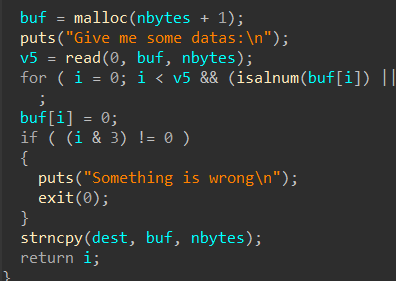 buf = malloc(nbytes + 1);
puts("Give me some datas:\n");
v5 = read(0, buf, nbytes);
for ( i = 0; i < v5 && (isalnum(buf[i]) ||
;
buf[i] = 0;
if ( (i & 3) != 0 )
{
puts("Something is wrong\n");
exit(0);
}
strncpy(dest, buf, nbytes);
return i;
}